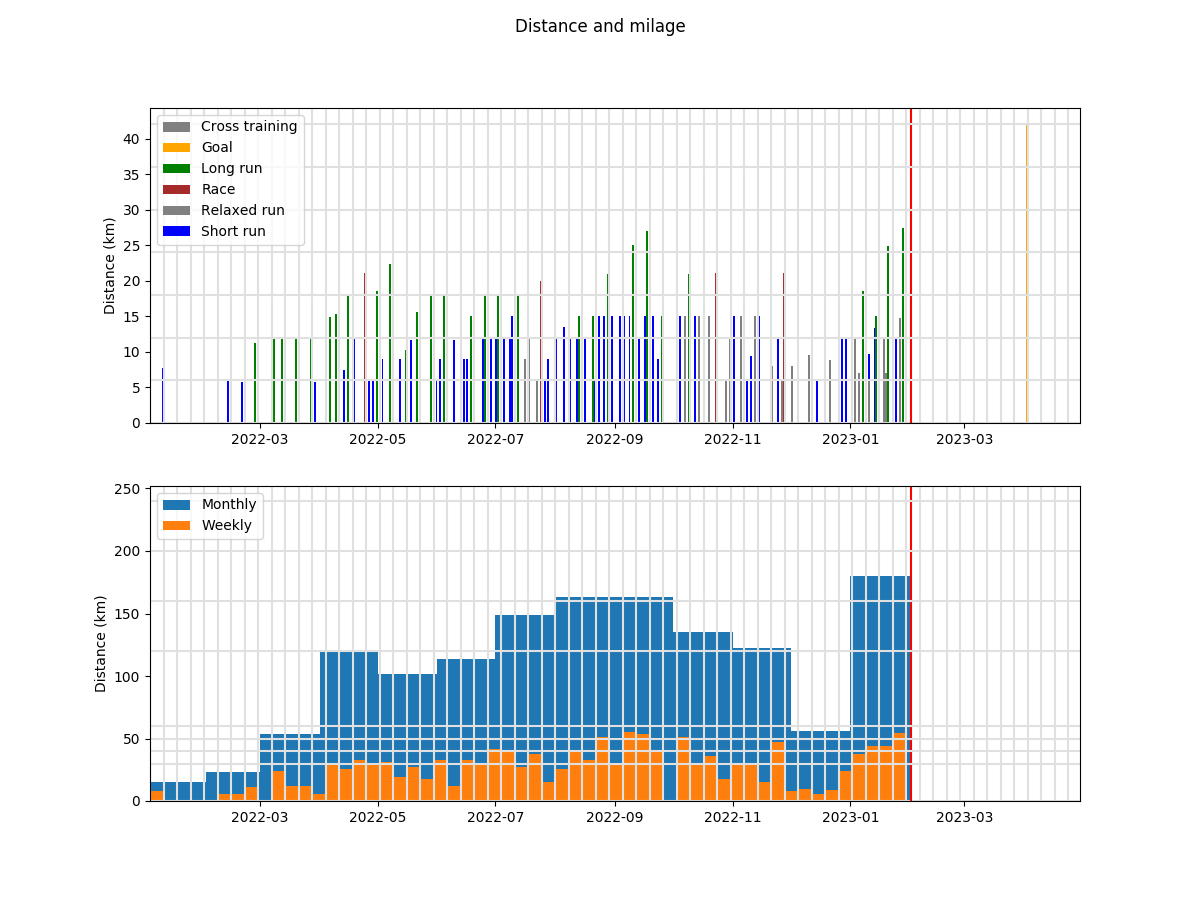 Distance and milage
Cross training
Goal
Long run
Race
Relaxed run
Short run
Distance (km)
40
35
30
25
20
15
10
5
0
2022-03 2022-05 2022-07 2022-09 2022-11 2023-01 2023-03
Monthly
Weekly
Distance (km)
250
200
150
100
50
0
2022-03 2022-05 2022-07 2022-09 2022-11 2023-01 2023-03